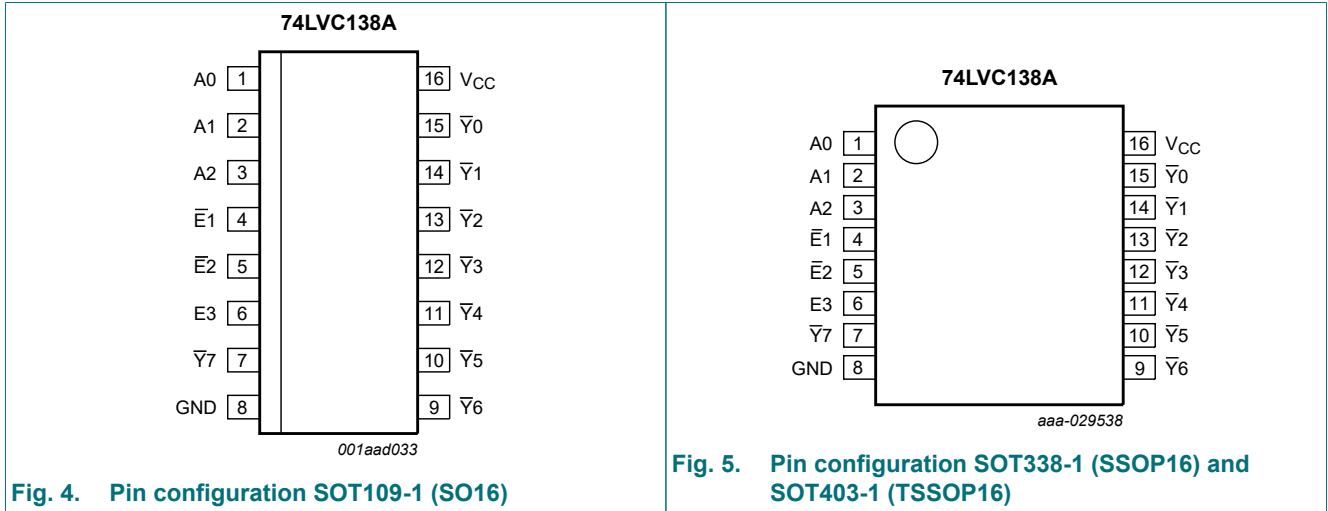 74LVC138A
A0 1 16 VCC
A1 2 15 Y̅0
A2 3 14 Y̅1
E̅1 4 13 Y̅2
E̅2 5 12 Y̅3
E3 6 11 Y̅4
Y̅7 7 10 Y̅5
GND 8 9 Y̅6
001aad033
Fig. 4. Pin configuration SOT109-1 (SO16)
74LVC138A
A0 1 16 VCC
A1 2 15 Y̅0
A2 3 14 Y̅1
E̅1 4 13 Y̅2
E̅2 5 12 Y̅3
E3 6 11 Y̅4
Y̅7 7 10 Y̅5
GND 8 9 Y̅6
aaa-029538
Fig. 5. Pin configuration SOT338-1 (SSOP16) and
SOT403-1 (TSSOP16)